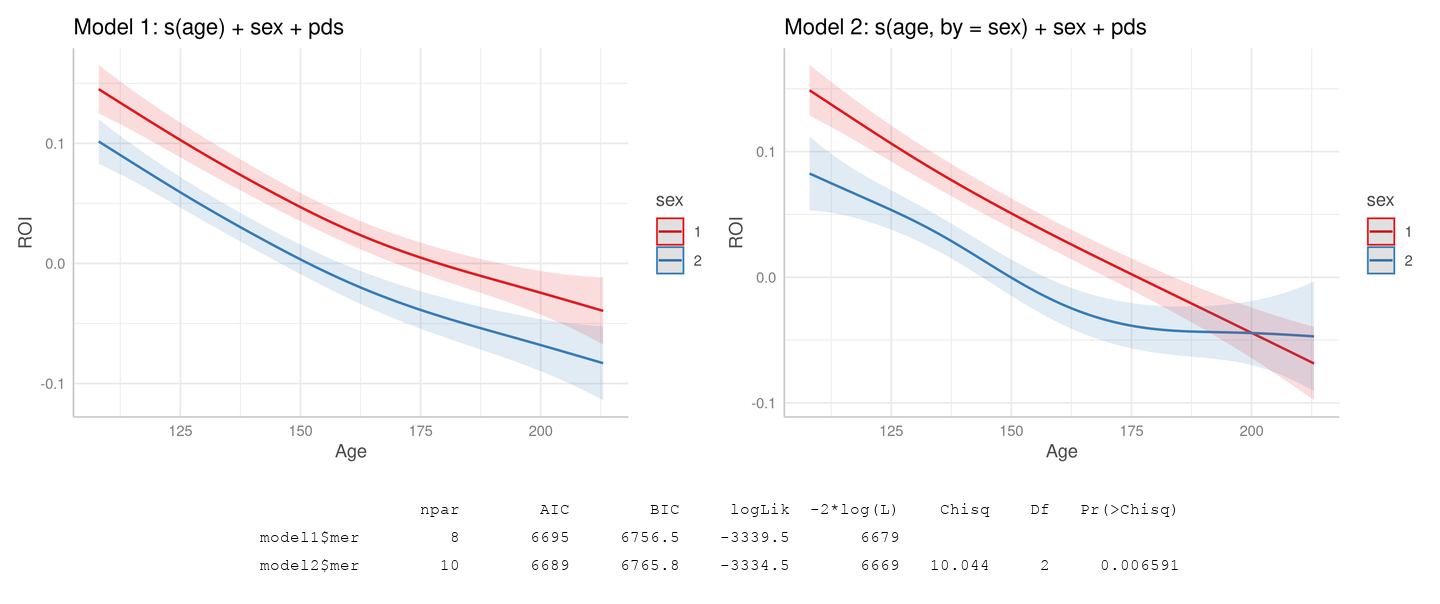 Model 1: s(age) + sex + pds
0.1
0.0
-0.1
125 150 175 200
Age
ROI
sex
1
2
Model 2: s(age, by = sex) + sex + pds
0.1
0.0
-0.1
125 150 175 200
Age
ROI
sex
1
2
npar AIC BIC logLik -2*log(L) Chisq Df Pr(>Chisq)
model1$mer 8 6695 6756.5 -3339.5 6679
model2$mer 10 6689 6765.8 -3334.5 6669 10.044 2 0.006591